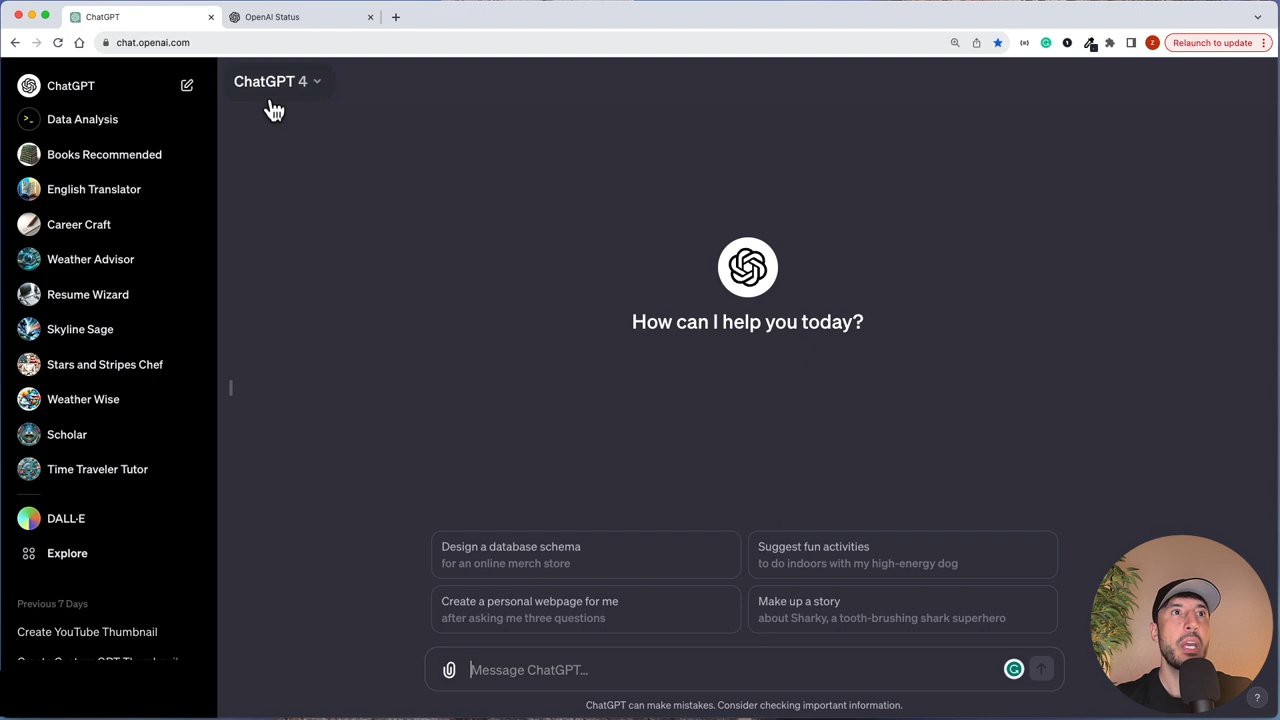 ChatGPT
OpenAI Status
chat.openai.com
Z
Relaunch to update
ChatGPT
Data Analysis
Books Recommended
English Translator
Career Craft
Weather Advisor
Resume Wizard
Skyline Sage
Stars and Stripes Chef
Weather Wise
Scholar
Time Traveler Tutor
DALL·E
Explore
Previous 7 Days
Create YouTube Thumbnail
Create Custom GPT Thumbnail
ChatGPT 4
How can I help you today?
Design a database schema
for an online merch store
Suggest fun activities
to do indoors with my high-energy dog
Create a personal webpage for me
after asking me three questions
Make up a story
about Sharky, a tooth-brushing shark superhero
Message ChatGPT...
ChatGPT can make mistakes. Consider checking important information.
?